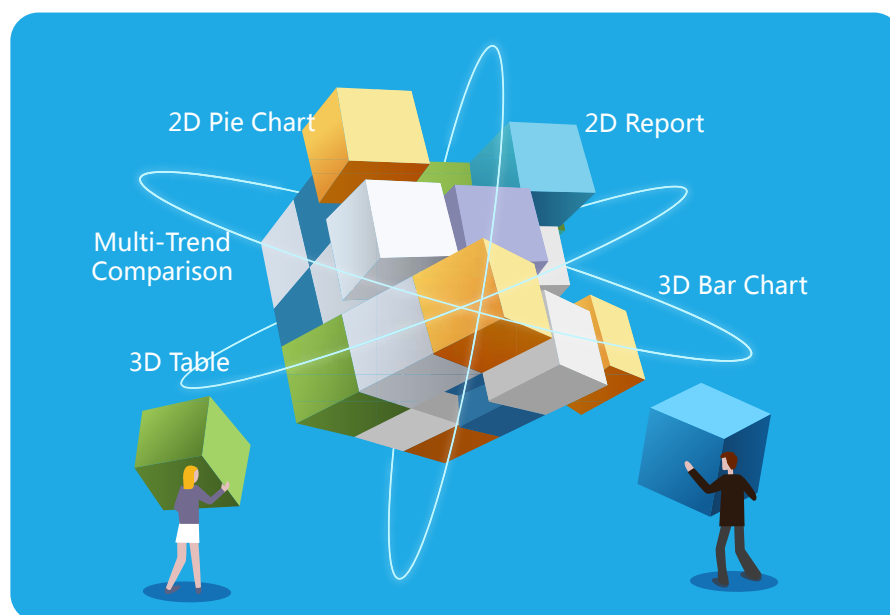 2D Pie Chart
2D Report
Multi-Trend
Comparison
3D Bar Chart
3D Table